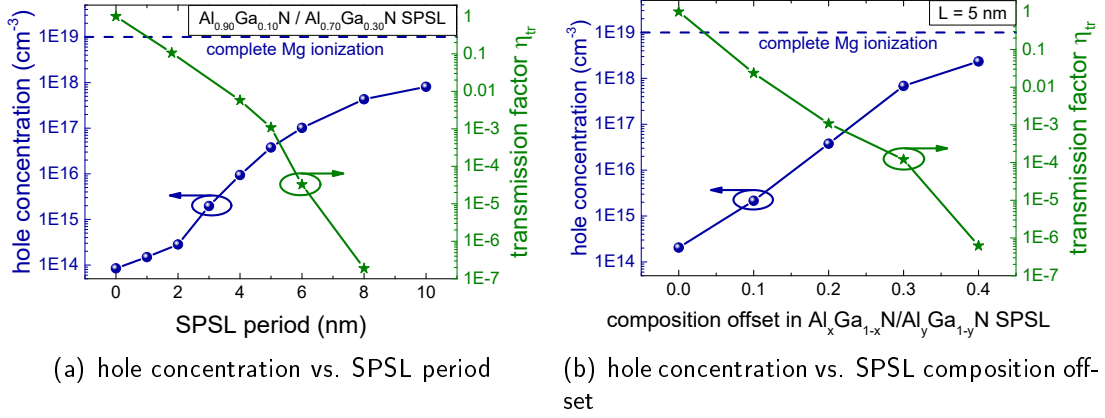 Al0.90Ga0.10N / Al0.70Ga0.30N SPSL
complete Mg ionization
hole concentration (cm-3)
1E19
1E18
1E17
1E16
1E15
1E14
1
0.1
0.01
1E-3
1E-4
1E-5
1E-6
1E-7
transmission factor ηtr
0 2 4 6 8 10
SPSL period (nm)
(a) hole concentration vs. SPSL period
L = 5 nm
complete Mg ionization
hole concentration (cm-3)
1E19
1E18
1E17
1E16
1E15
1E14
1
0.1
0.01
1E-3
1E-4
1E-5
1E-6
1E-7
transmission factor ηtr
0.0 0.1 0.2 0.3 0.4
composition offset in AlxGa1-xN/AlyGa1-yN SPSL
(b) hole concentration vs. SPSL composition off-
set